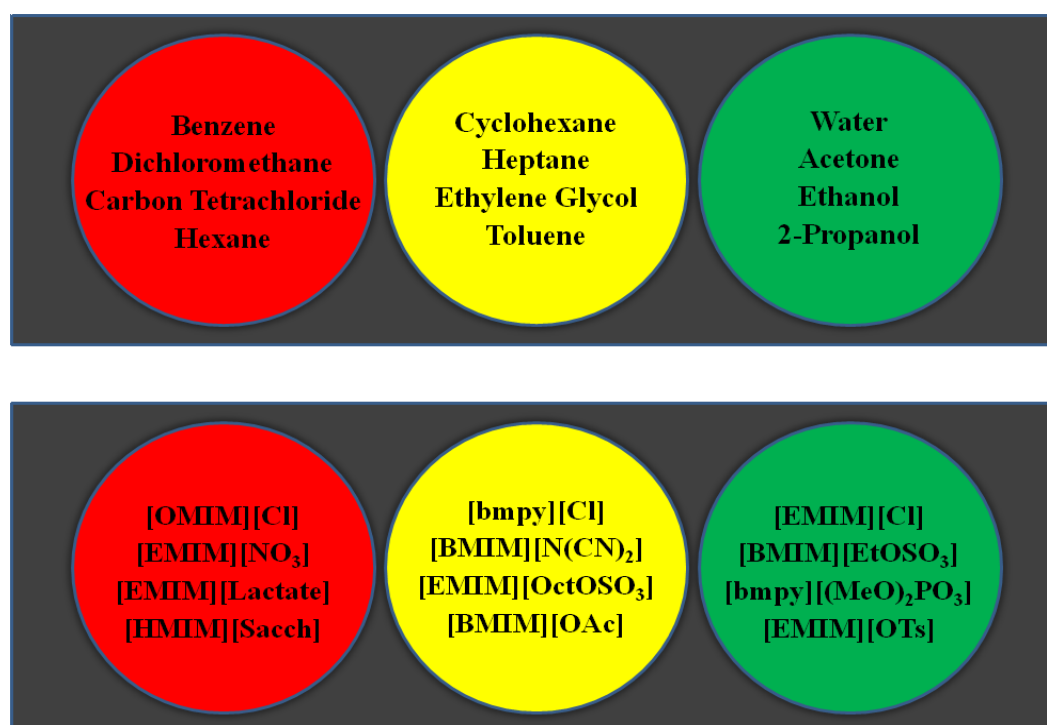 Benzene
Dichloromethane
Carbon Tetrachloride
Hexane
Cyclohexane
Heptane
Ethylene Glycol
Toluene
Water
Acetone
Ethanol
2-Propanol
[OMIM][Cl]
[EMIM][NO₃]
[EMIM][Lactate]
[HMIM][Sacch]
[bmpy][Cl]
[BMIM][N(CN)₂]
[EMIM][OctOSO₃]
[BMIM][OAc]
[EMIM][Cl]
[BMIM][EtOSO₃]
[bmpy][(MeO)₂PO₃]
[EMIM][OTs]